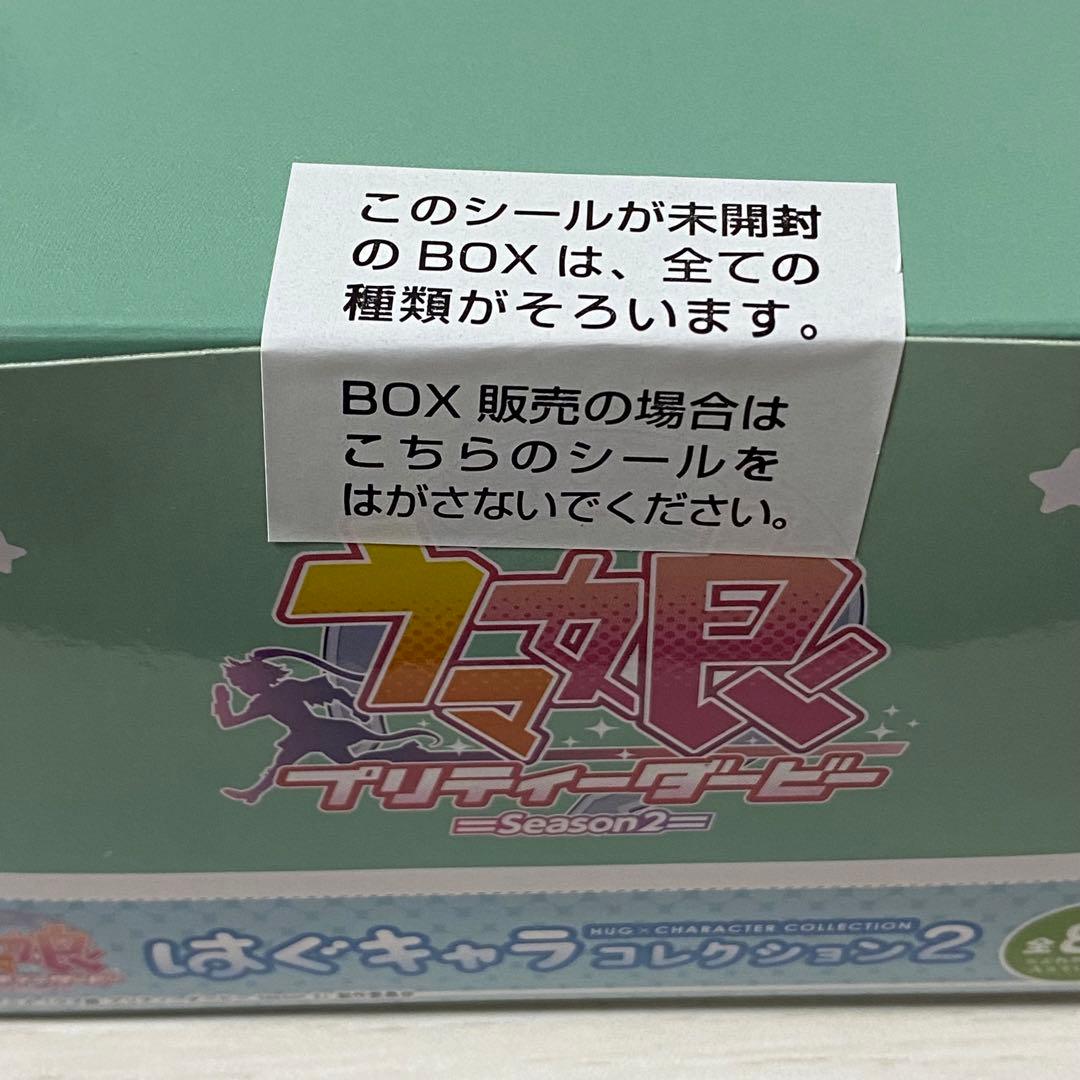 このシールが未開封
のBOXは、全ての
種類がそろいます。
BOX 販売の場合は
こちらのシールを
はがさないでください。
ウマ娘
プリティーダービー
Season2
HUG×CHARACTER COLLECTION
はぐキャラコレクション2
全8